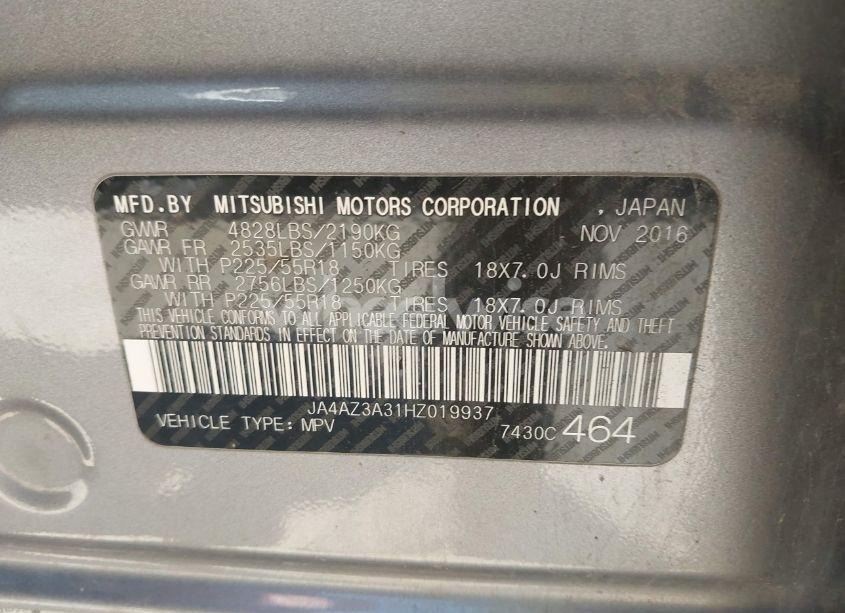 MFD.BY MITSUBISHI MOTORS CORPORATION , JAPAN
GVWR 4828LBS/2190KG NOV 2016
GAWR FR 2535LBS/1150KG
WITH P225/55R18 TIRES 18X7.0J RIMS
GAWR RR 2756LBS/1250KG
WITH P225/55R18 TIRES 18X7.0J RIMS
THIS VEHICLE CONFORMS TO ALL APPLICABLE FEDERAL MOTOR VEHICLE SAFETY AND THEFT
PREVENTION STANDARDS IN EFFECT ON THE DATE OF MANUFACTURE SHOWN ABOVE.
JA4AZ3A31HZ019937
VEHICLE TYPE: MPV 7430C 464